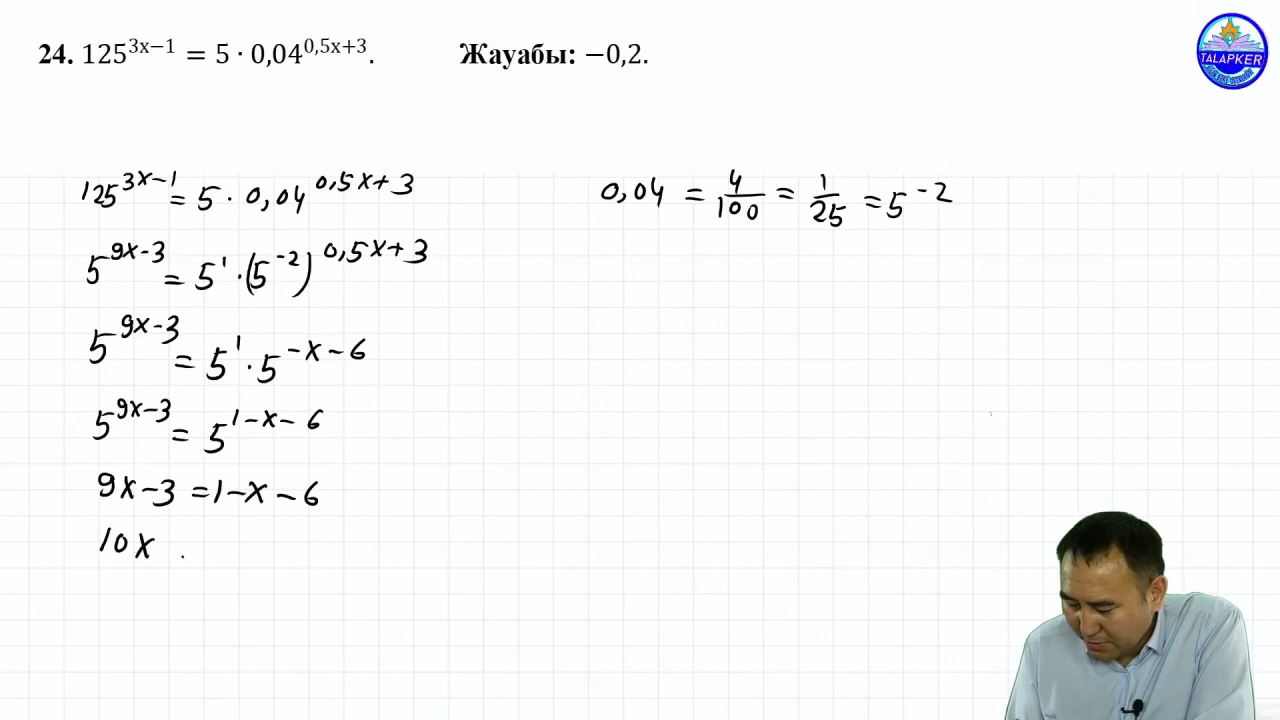 24. 125^{3x−1} = 5 · 0,04^{0,5x+3}. Жауабы: −0,2.
TALAPKER
125^{3x−1} = 5 · 0,04^{0,5x+3}
0,04 = 4/100 = 1/25 = 5^{−2}
5^{9x−3} = 5^1 · (5^{−2})^{0,5x+3}
5^{9x−3} = 5^1 · 5^{−x−6}
5^{9x−3} = 5^{1−x−6}
9x−3 = 1−x−6
10x